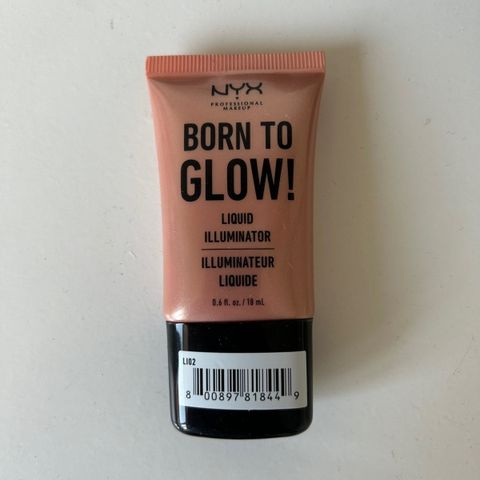 NYX
PROFESSIONAL
MAKEUP
BORN TO
GLOW!
LIQUID
ILLUMINATOR
ILLUMINATEUR
LIQUIDE
0.6 fl. oz. / 18 mL
LI02
8 00897 81844 9